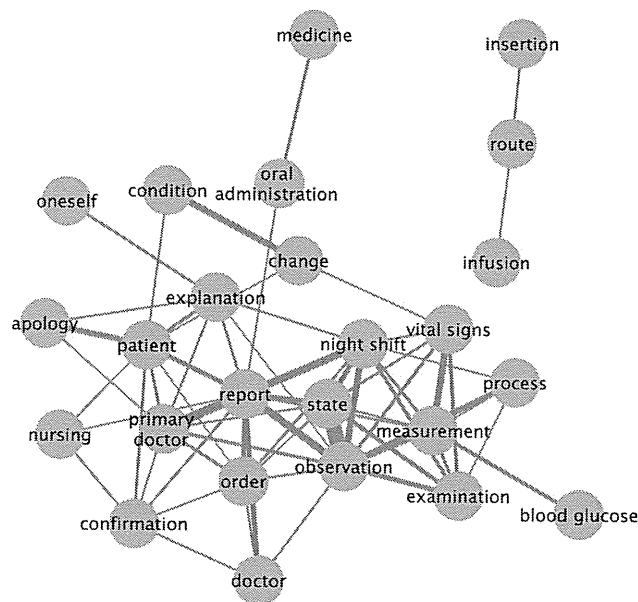 medicine
insertion
route
oral
administration
condition
oneself
change
infusion
explanation
apology
patient
night shift
vital signs
process
report
state
primary
doctor
nursing
measurement
observation
order
examination
confirmation
blood glucose
doctor